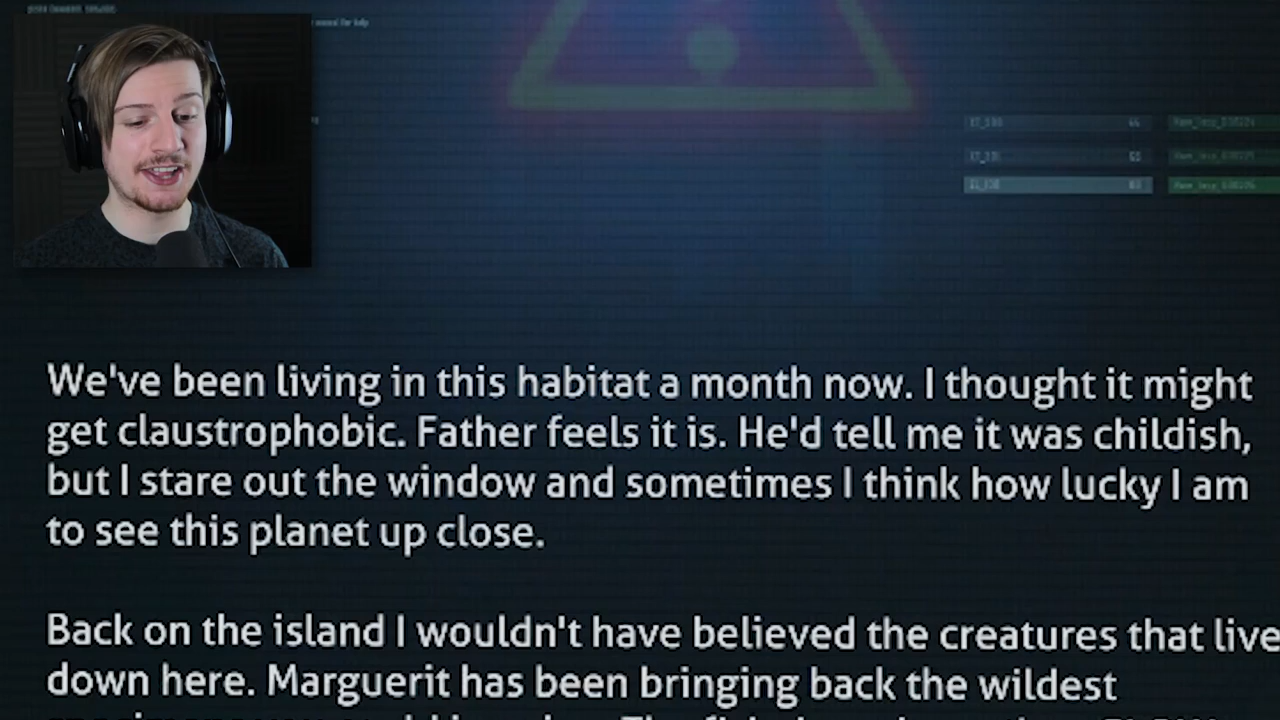 We've been living in this habitat a month now. I thought it might
get claustrophobic. Father feels it is. He'd tell me it was childish,
but I stare out the window and sometimes I think how lucky I am
to see this planet up close.
Back on the island I wouldn't have believed the creatures that live
down here. Marguerit has been bringing back the wildest